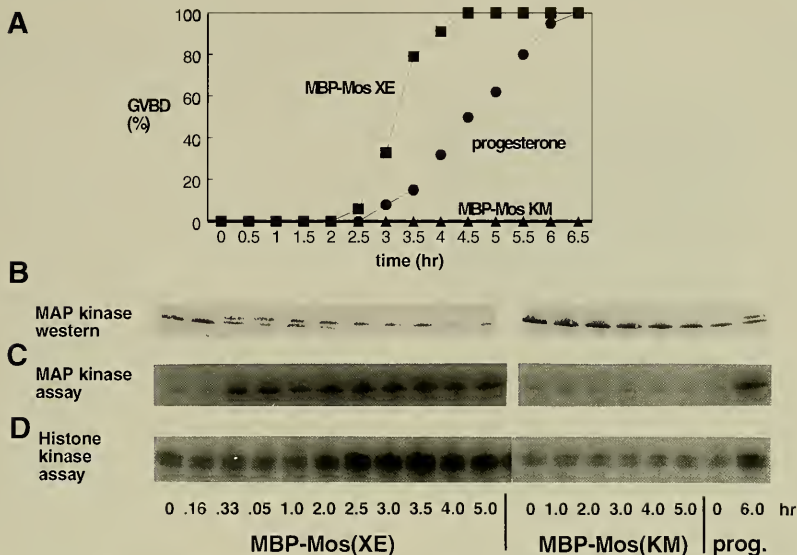 A
100
80
60
40
20
0
GVBD
(%)
MBP-Mos XE
progesterone
MBP-Mos KM
0 0.5 1 1.5 2 2.5 3 3.5 4 4.5 5 5.5 6 6.5
time (hr)
B
MAP kinase
western
C
MAP kinase
assay
D
Histone
kinase
assay
0 .16 .33 .05 1.0 2.0 2.5 3.0 3.5 4.0 5.0 0 1.0 2.0 3.0 4.0 5.0 0 6.0 hr
MBP-Mos(XE) MBP-Mos(KM) prog.